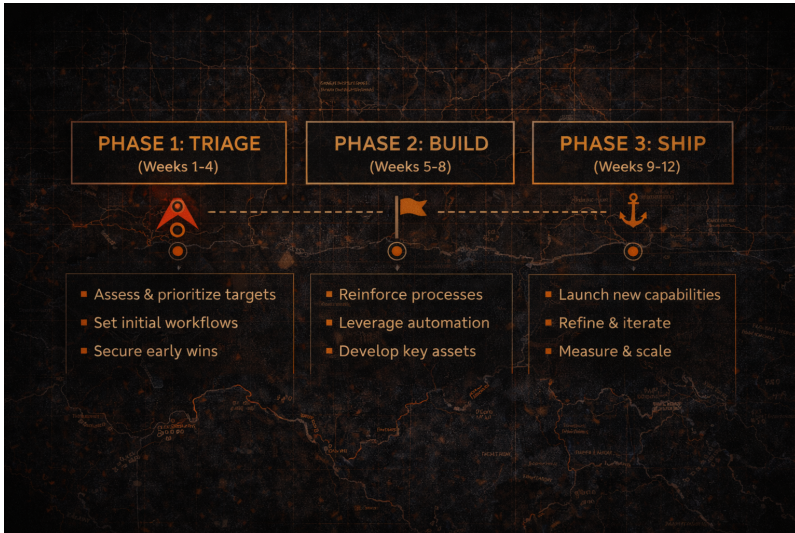 PHASE 1: TRIAGE
(Weeks 1-4)
PHASE 2: BUILD
(Weeks 5-8)
PHASE 3: SHIP
(Weeks 9-12)
Assess & prioritize targets
Set initial workflows
Secure early wins
Reinforce processes
Leverage automation
Develop key assets
Launch new capabilities
Refine & iterate
Measure & scale